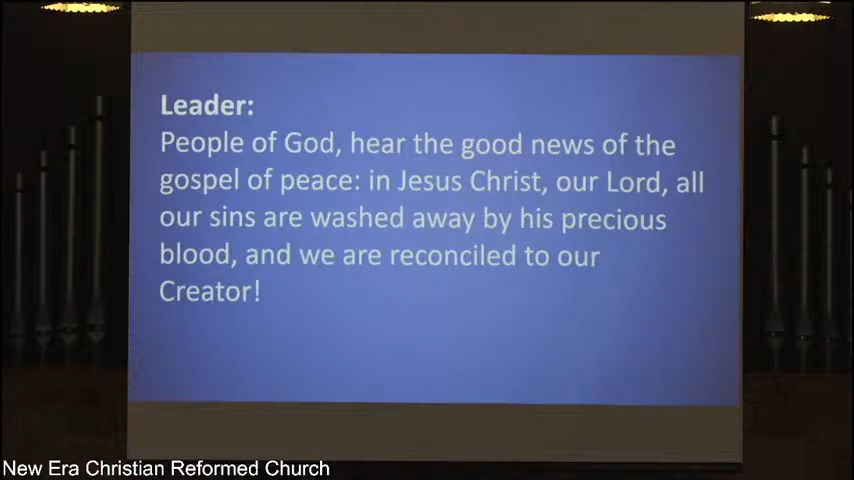 Leader:
People of God, hear the good news of the
gospel of peace: in Jesus Christ, our Lord, all
our sins are washed away by his precious
blood, and we are reconciled to our
Creator!
New Era Christian Reformed Church